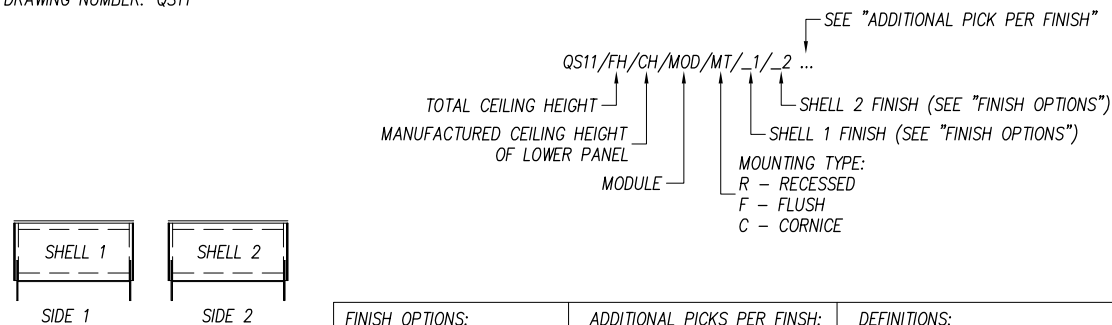 DRAWING NUMBER: QS11
SEE "ADDITIONAL PICK PER FINISH"
QS11/FH/CH/MOD/MT/_1/_2 ...
TOTAL CEILING HEIGHT
SHELL 2 FINISH (SEE "FINISH OPTIONS")
MANUFACTURED CEILING HEIGHT
OF LOWER PANEL
SHELL 1 FINISH (SEE "FINISH OPTIONS")
MODULE
MOUNTING TYPE:
R – RECESSED
F – FLUSH
C – CORNICE
SHELL 1
SHELL 2
SIDE 1
SIDE 2
FINISH OPTIONS:
ADDITIONAL PICKS PER FINSH:
DEFINITIONS: